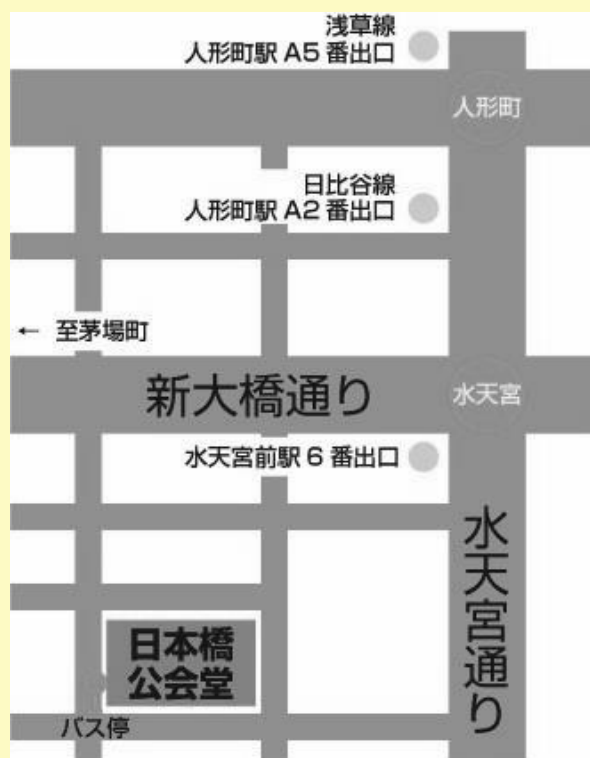 浅草線
人形町駅 A5 番出口
人形町
日比谷線
人形町駅 A2 番出口
← 至茅場町
新大橋通り
水天宮
水天宮前駅 6 番出口
水天宮通り
日本橋
公会堂
バス停